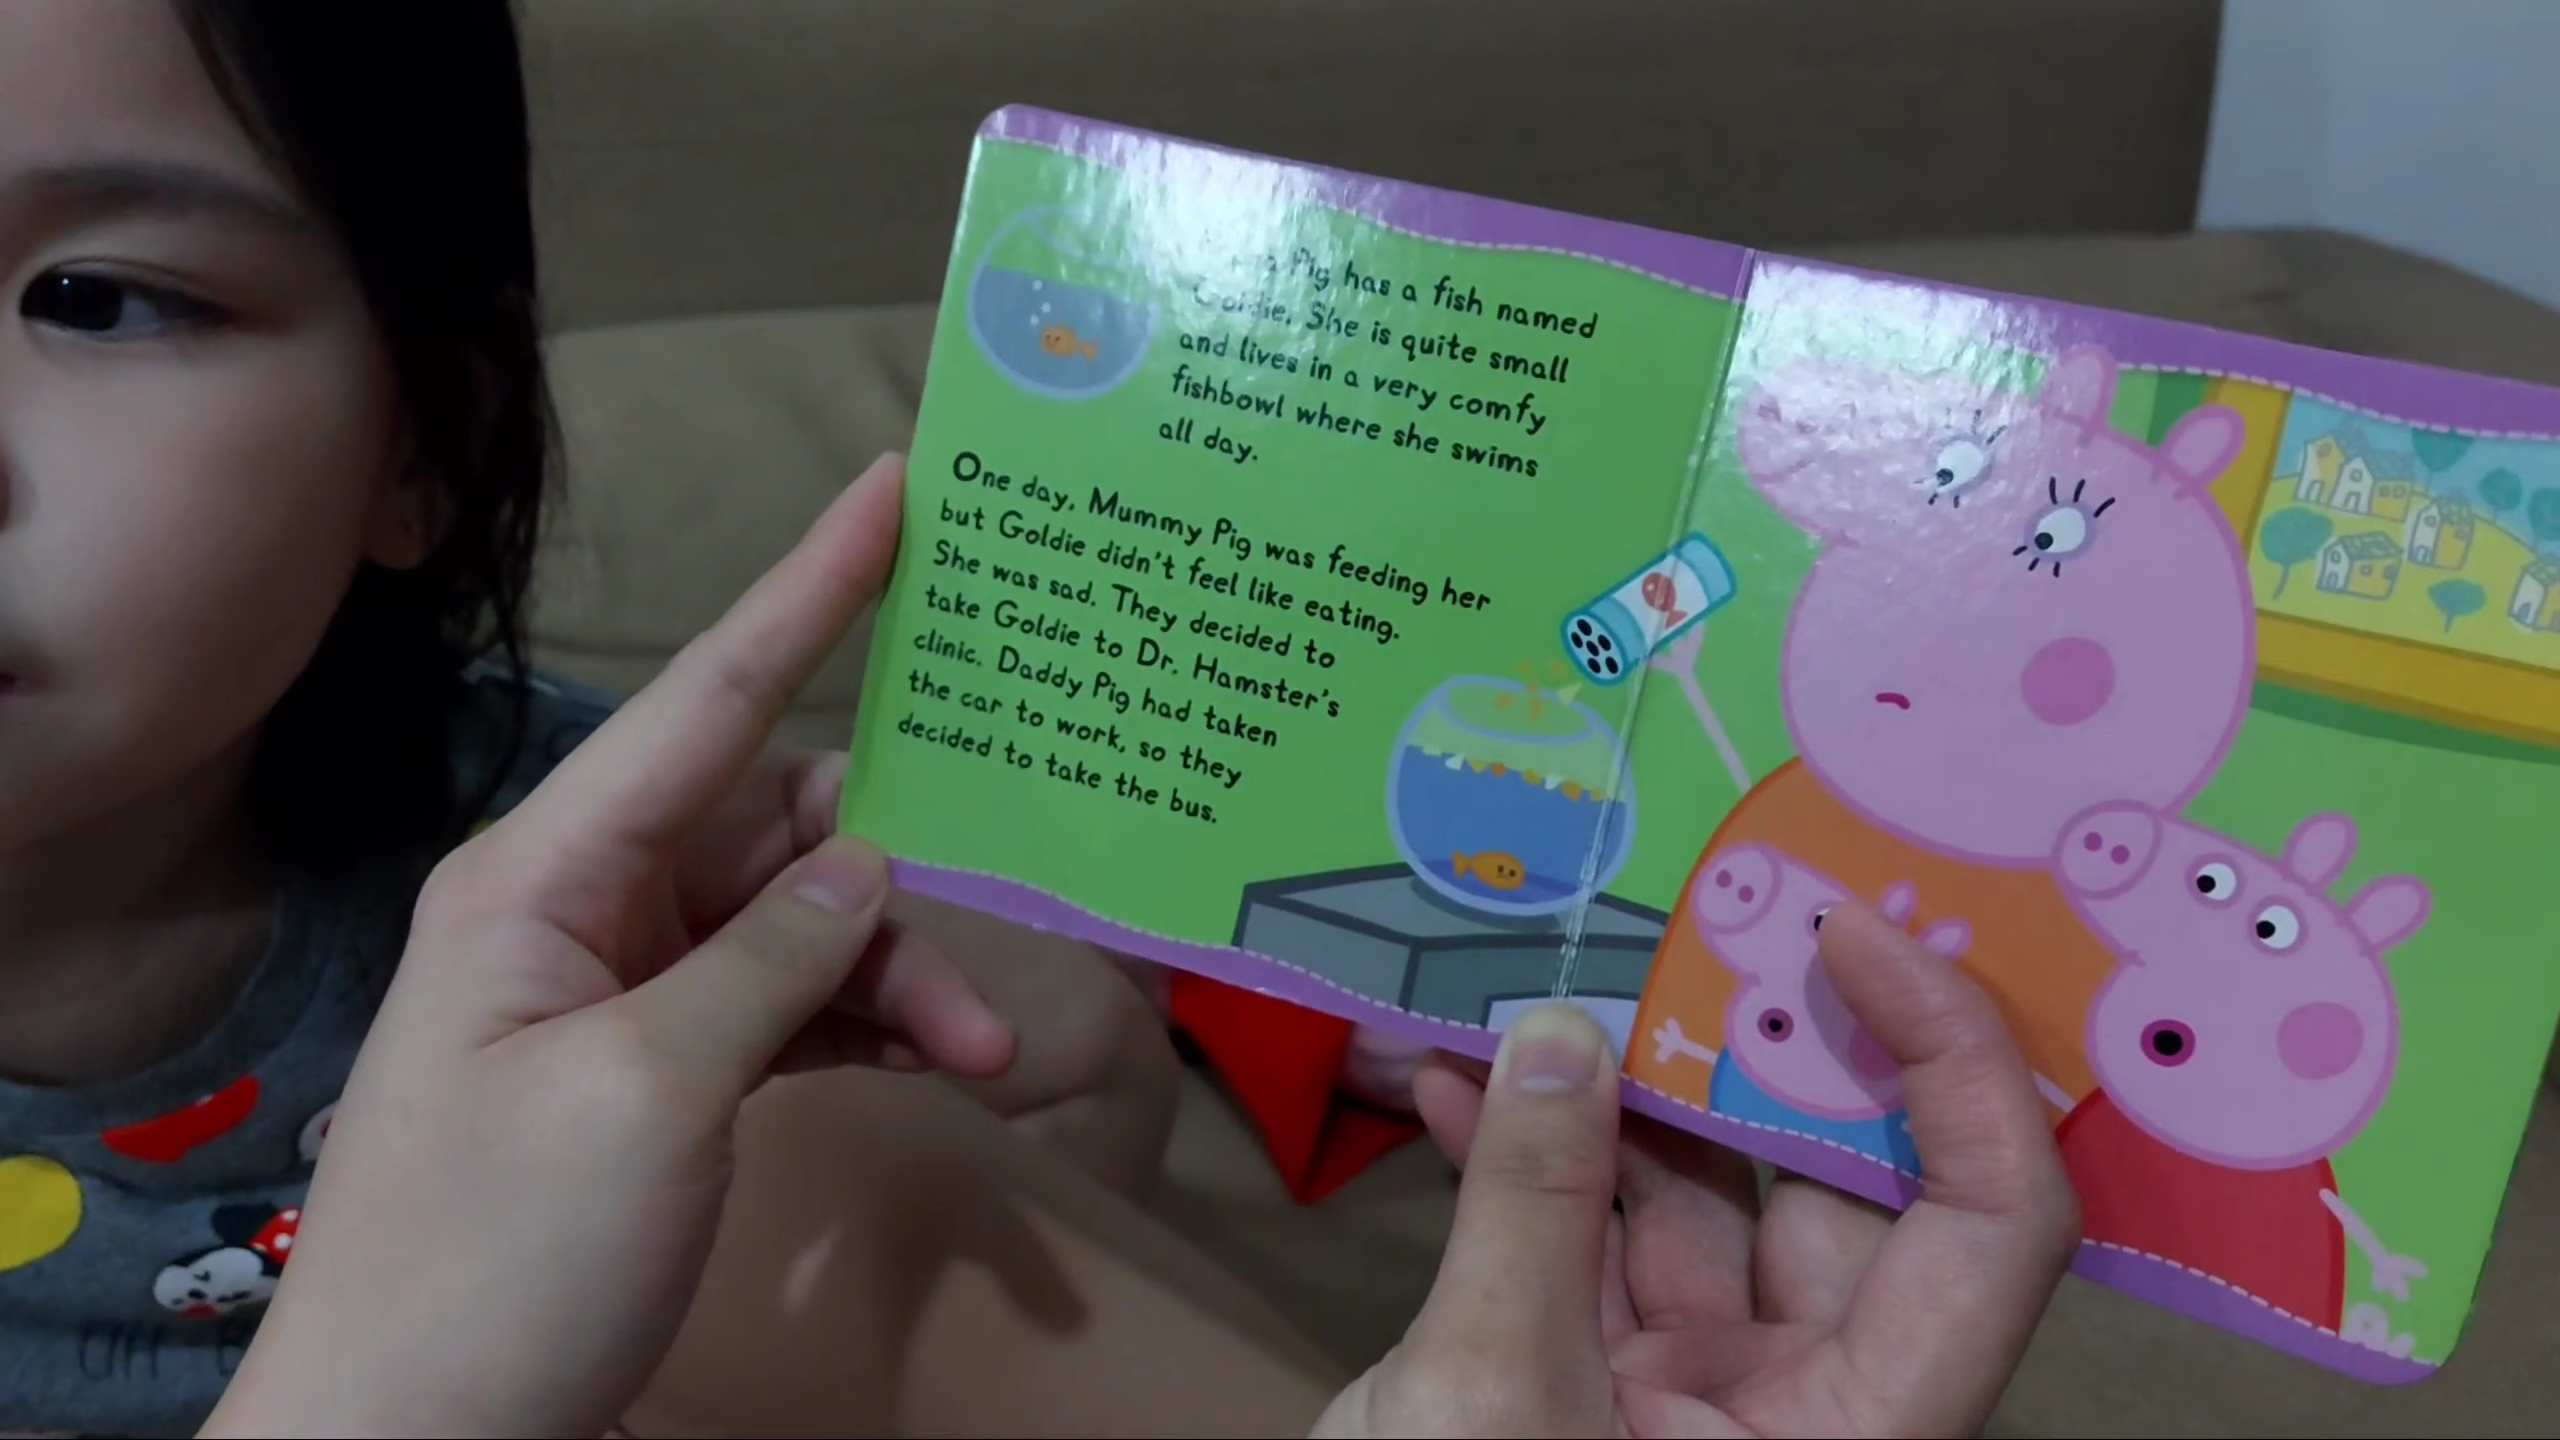 Pig has a fish named
Goldie. She is quite small
and lives in a very comfy
fishbowl where she swims
all day.
One day, Mummy Pig was feeding her
but Goldie didn't feel like eating.
She was sad. They decided to
take Goldie to Dr. Hamster's
clinic. Daddy Pig had taken
the car to work, so they
decided to take the bus.